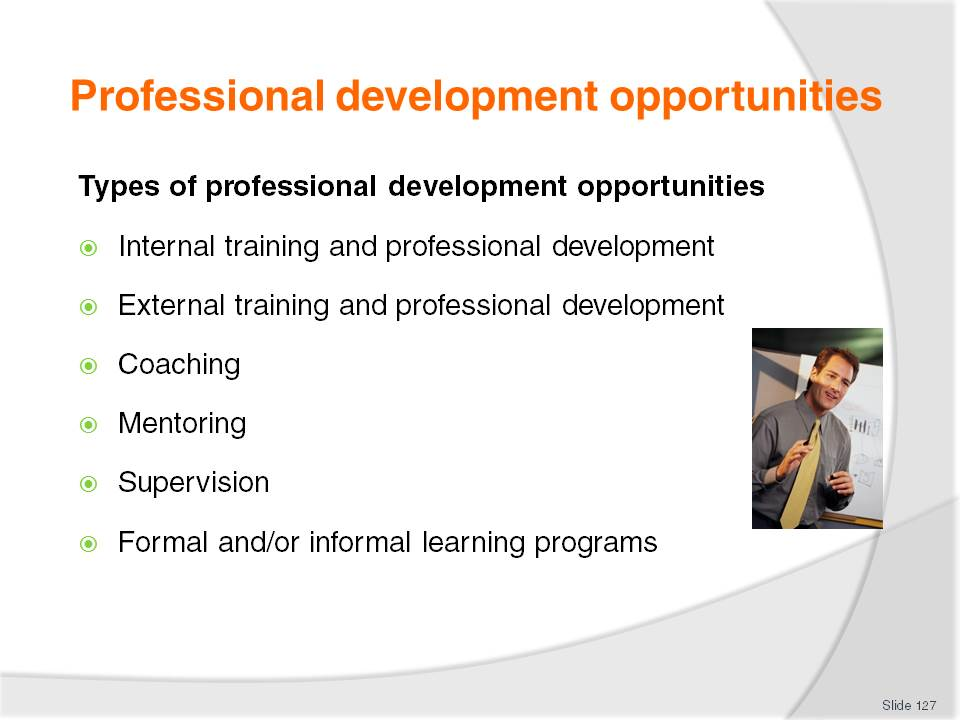 Professional development opportunities
Types of professional development opportunities
Internal training and professional development
External training and professional development
Coaching
Mentoring
Supervision
Formal and/or informal learning programs
Slide 127